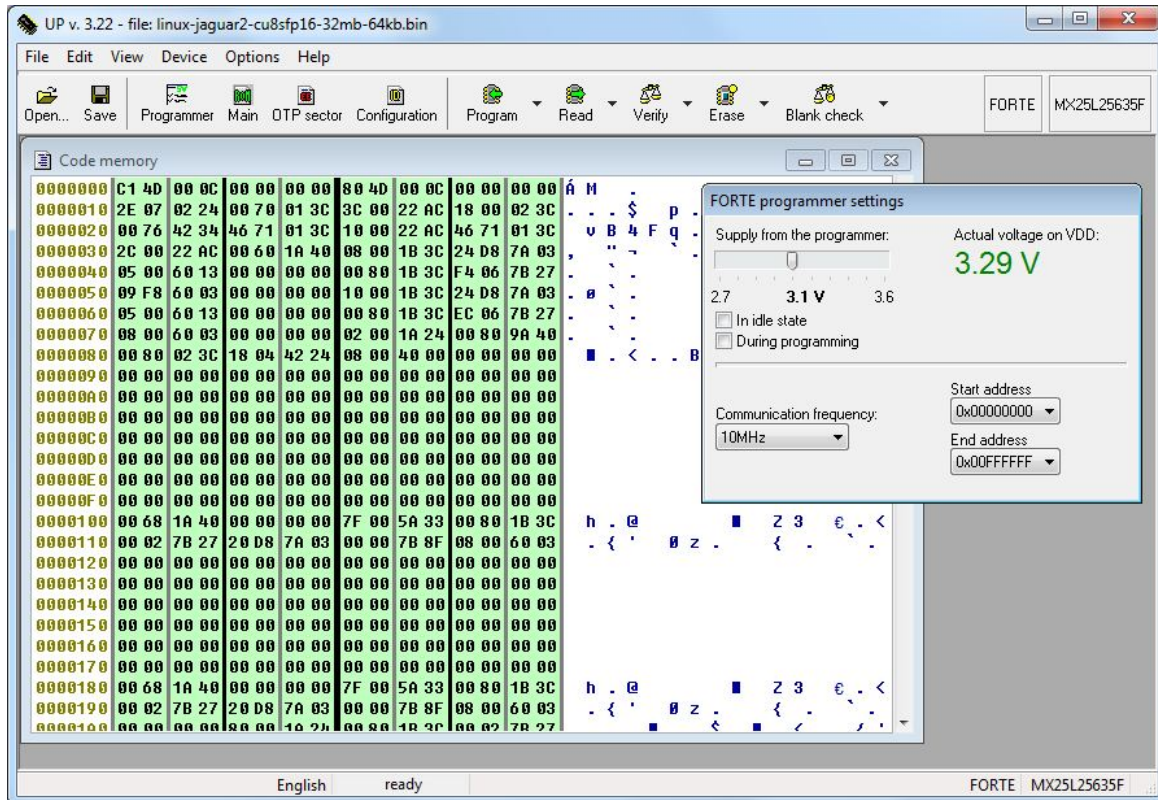 UP v. 3.22 - file: linux-jaguar2-cu8sfp16-32mb-64kb.bin
File Edit View Device Options Help
Open... Save Programmer Main OTP sector Configuration Program Read Verify Erase Blank check FORTE MX25L25635F
Code memory
0000000 C1 4D 00 0C 00 00 00 00 80 4D 00 0C 00 00 00 00 Á M .
0000010 2E 07 02 24 00 70 01 3C 3C 00 22 AC 18 00 02 3C . . . $ p .
0000020 00 76 42 34 46 71 01 3C 10 00 22 AC 46 71 01 3C v B 4 F q .
0000030 2C 00 22 AC 00 60 1A 40 08 00 1B 3C 24 D8 7A 03 , " ¬ ` .
0000040 05 00 60 13 00 00 00 00 00 80 1B 3C F4 06 7B 27 . ` .
0000050 09 F8 60 03 00 00 00 00 10 00 1B 3C 24 D8 7A 03 . ø ` .
0000060 05 00 60 13 00 00 00 00 00 80 1B 3C EC 06 7B 27 . ` .
0000070 08 00 60 03 00 00 00 00 02 00 1A 24 00 80 9A 40 . ` .
0000080 00 80 02 3C 18 04 42 24 08 00 40 00 00 00 00 00 . < . . B
0000090 00 00 00 00 00 00 00 00 00 00 00 00 00 00 00 00
00000A0 00 00 00 00 00 00 00 00 00 00 00 00 00 00 00 00
00000B0 00 00 00 00 00 00 00 00 00 00 00 00 00 00 00 00
00000C0 00 00 00 00 00 00 00 00 00 00 00 00 00 00 00 00
00000D0 00 00 00 00 00 00 00 00 00 00 00 00 00 00 00 00
00000E0 00 00 00 00 00 00 00 00 00 00 00 00 00 00 00 00
00000F0 00 00 00 00 00 00 00 00 00 00 00 00 00 00 00 00
0000100 00 68 1A 40 00 00 00 00 7F 00 5A 33 00 80 1B 3C h . @ Z 3 € . <
0000110 00 02 7B 27 20 D8 7A 03 00 00 7B 8F 08 00 60 03 . { ' Ø z . { . ` .
0000120 00 00 00 00 00 00 00 00 00 00 00 00 00 00 00 00
0000130 00 00 00 00 00 00 00 00 00 00 00 00 00 00 00 00
0000140 00 00 00 00 00 00 00 00 00 00 00 00 00 00 00 00
0000150 00 00 00 00 00 00 00 00 00 00 00 00 00 00 00 00
0000160 00 00 00 00 00 00 00 00 00 00 00 00 00 00 00 00
0000170 00 00 00 00 00 00 00 00 00 00 00 00 00 00 00 00
0000180 00 68 1A 40 00 00 00 00 7F 00 5A 33 00 80 1B 3C h . @ Z 3 € . <
0000190 00 02 7B 27 20 D8 7A 03 00 00 7B 8F 08 00 60 03 . { ' Ø z . { . ` .
00001A0 00 00 00 00 80 00 1A 24 00 80 1B 3C 00 02 7B 27
FORTE programmer settings
Supply from the programmer:
2.7 3.1 V 3.6
In idle state
During programming
Actual voltage on VDD:
3.29 V
Communication frequency:
10MHz
Start address
0x00000000
End address
0x00FFFFFF
English ready FORTE MX25L25635F